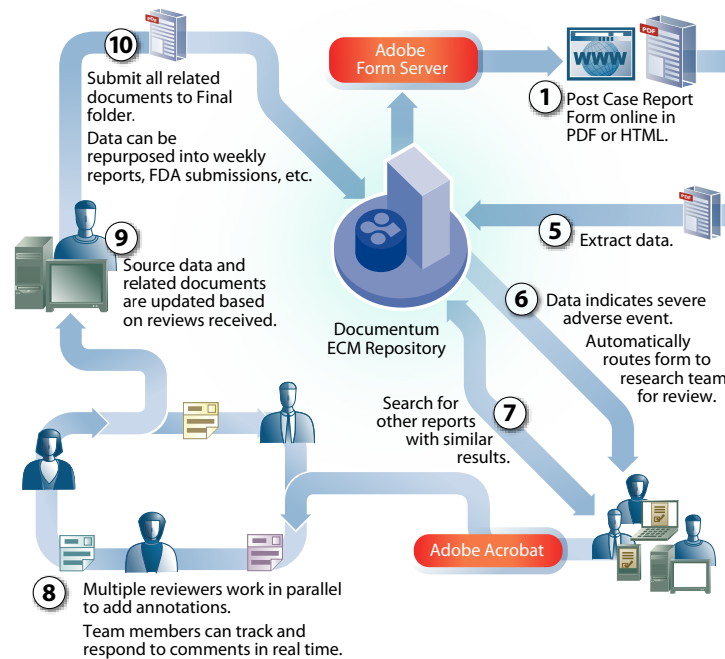 10
Submit all related
documents to Final
folder.
Data can be
repurposed into weekly
reports, FDA submissions, etc.
PDF
Adobe
Form Server
WWW
PDF
1
Post Case Report
Form online in
PDF or HTML.
PDF
5
Extract data.
9
Source data and
related documents
are updated based
on reviews received.
Documentum
ECM Repository
6
Data indicates severe
adverse event.
Automatically
routes form to
research team
for review.
7
Search for
other reports
with similar
results.
Adobe Acrobat
8
Multiple reviewers work in parallel
to add annotations.
Team members can track and
respond to comments in real time.